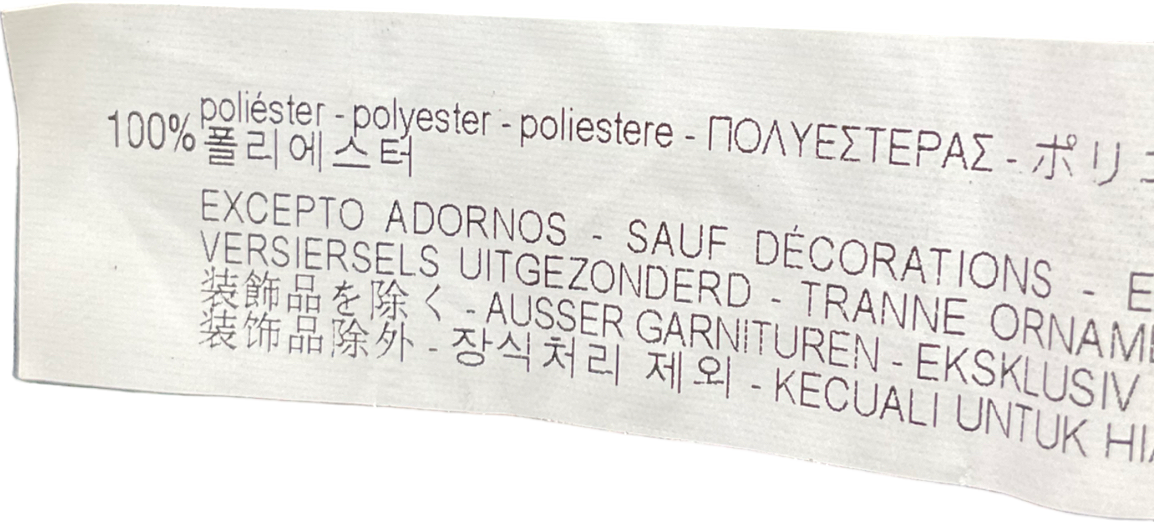 100% poliéster - polyester - poliestere - ΠΟΛΥΕΣΤΕΡΑΣ - ポリ
폴리에스터
EXCEPTO ADORNOS - SAUF DÉCORATIONS - E
VERSIERSELS UITGEZONDERD - TRANNE ORNAM
装飾品を除く - AUSSER GARNITUREN - EKSKLUSIV
装饰品除外 - 장식처리 제외 - KECUALI UNTUK HI